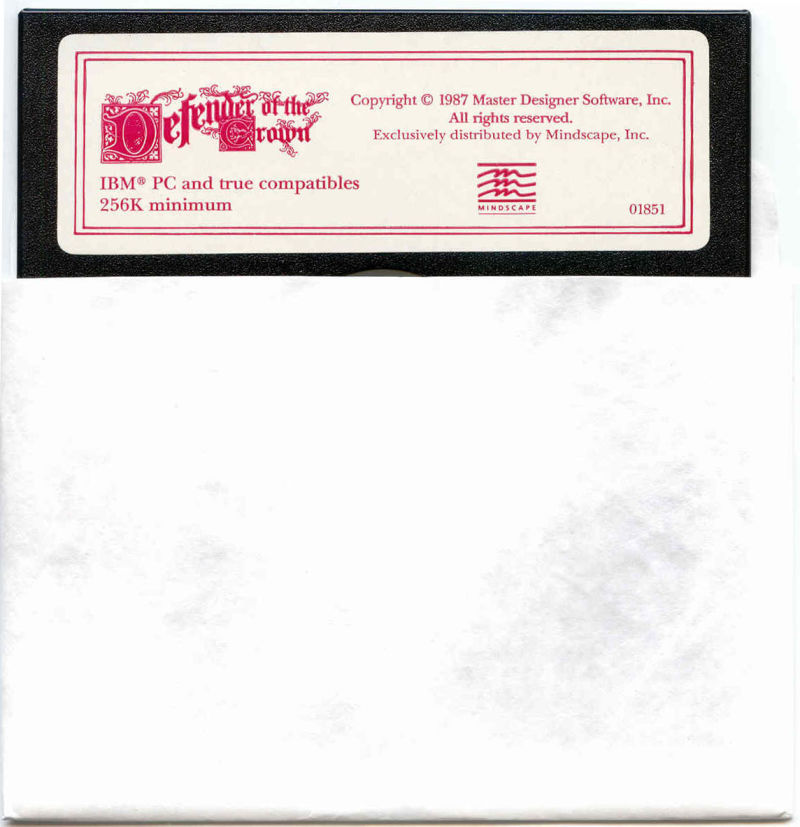 Defender of the Crown
Copyright © 1987 Master Designer Software, Inc.
All rights reserved.
Exclusively distributed by Mindscape, Inc.
IBM® PC and true compatibles
256K minimum
MINDSCAPE
01851